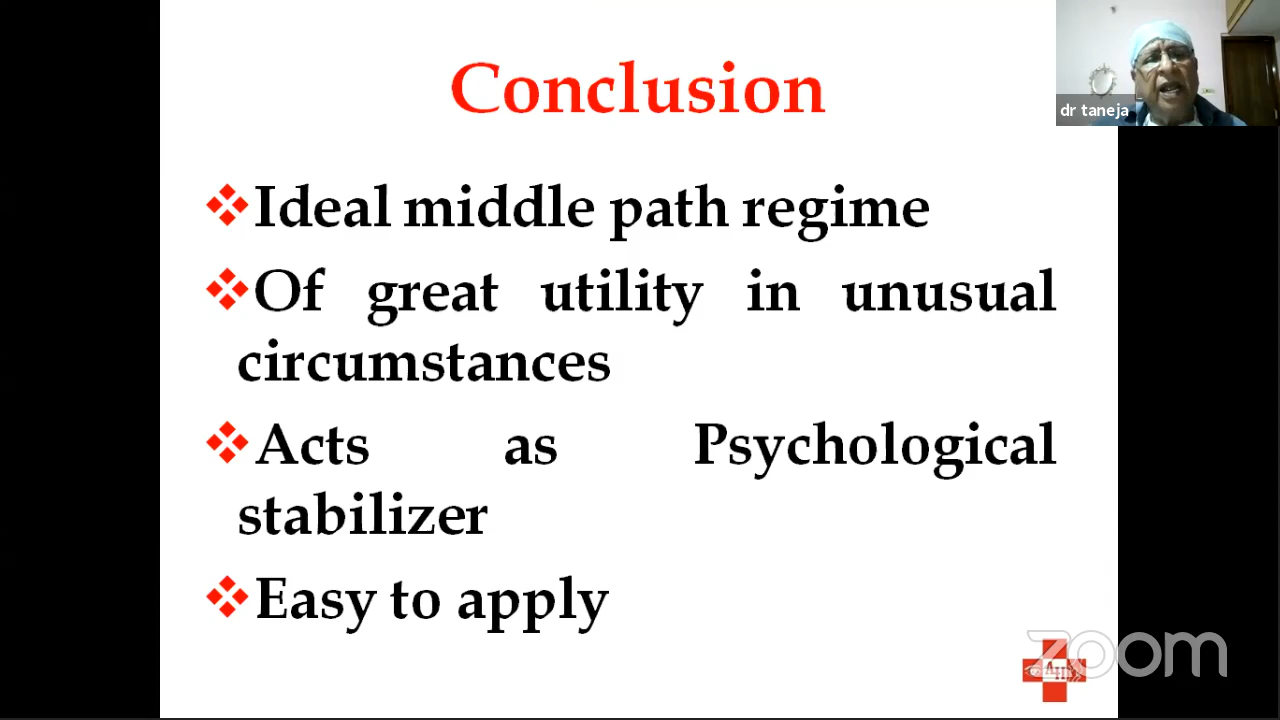 Conclusion
dr taneja
❖Ideal middle path regime
❖Of great utility in unusual
circumstances
❖Acts as Psychological
stabilizer
❖Easy to apply
zoom